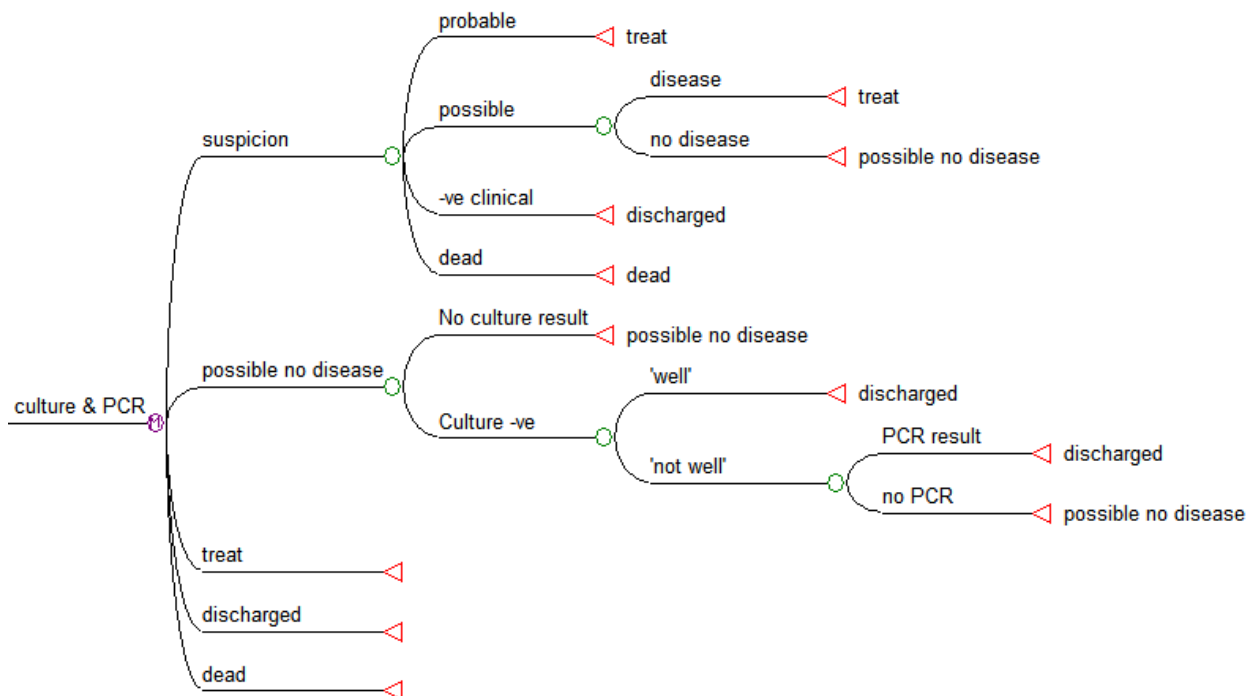 probable
treat
disease
treat
possible
suspicion
no disease
possible no disease
-ve clinical
discharged
dead
dead
No culture result
possible no disease
possible no disease
'well'
discharged
culture & PCR
M
Culture -ve
PCR result
discharged
'not well'
no PCR
possible no disease
treat
discharged
dead